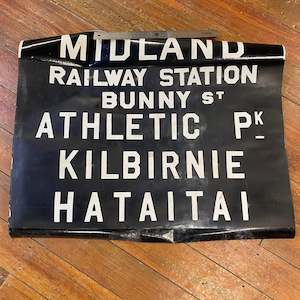 MIDLAND
RAILWAY STATION
BUNNY ST
ATHLETIC PK
KILBIRNIE
HATAITAI